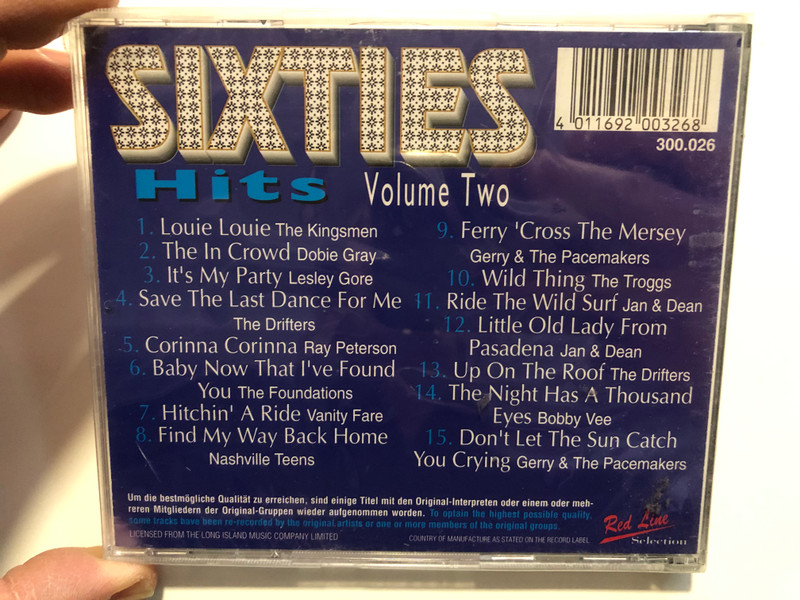 SIXTIES
Hits Volume Two
4 011692 003268
300.026
1. Louie Louie The Kingsmen
2. The In Crowd Dobie Gray
3. It's My Party Lesley Gore
4. Save The Last Dance For Me
The Drifters
5. Corinna Corinna Ray Peterson
6. Baby Now That I've Found
You The Foundations
7. Hitchin' A Ride Vanity Fare
8. Find My Way Back Home
Nashville Teens
9. Ferry 'Cross The Mersey
Gerry & The Pacemakers
10. Wild Thing The Troggs
11. Ride The Wild Surf Jan & Dean
12. Little Old Lady From
Pasadena Jan & Dean
13. Up On The Roof The Drifters
14. The Night Has A Thousand
Eyes Bobby Vee
15. Don't Let The Sun Catch
You Crying Gerry & The Pacemakers
Um die bestmögliche Qualität zu erreichen, sind einige Titel mit den Original-Interpreten oder einem oder meh-
reren Mitgliedern der Original-Gruppen wieder aufgenommen worden. To optain the highest possible quality,
some tracks have been re-recorded by the original artists or one or more members of the original groups.
LICENSED FROM THE LONG ISLAND MUSIC COMPANY LIMITED
COUNTRY OF MANUFACTURE AS STATED ON THE RECORD LABEL
Red Line
Selection